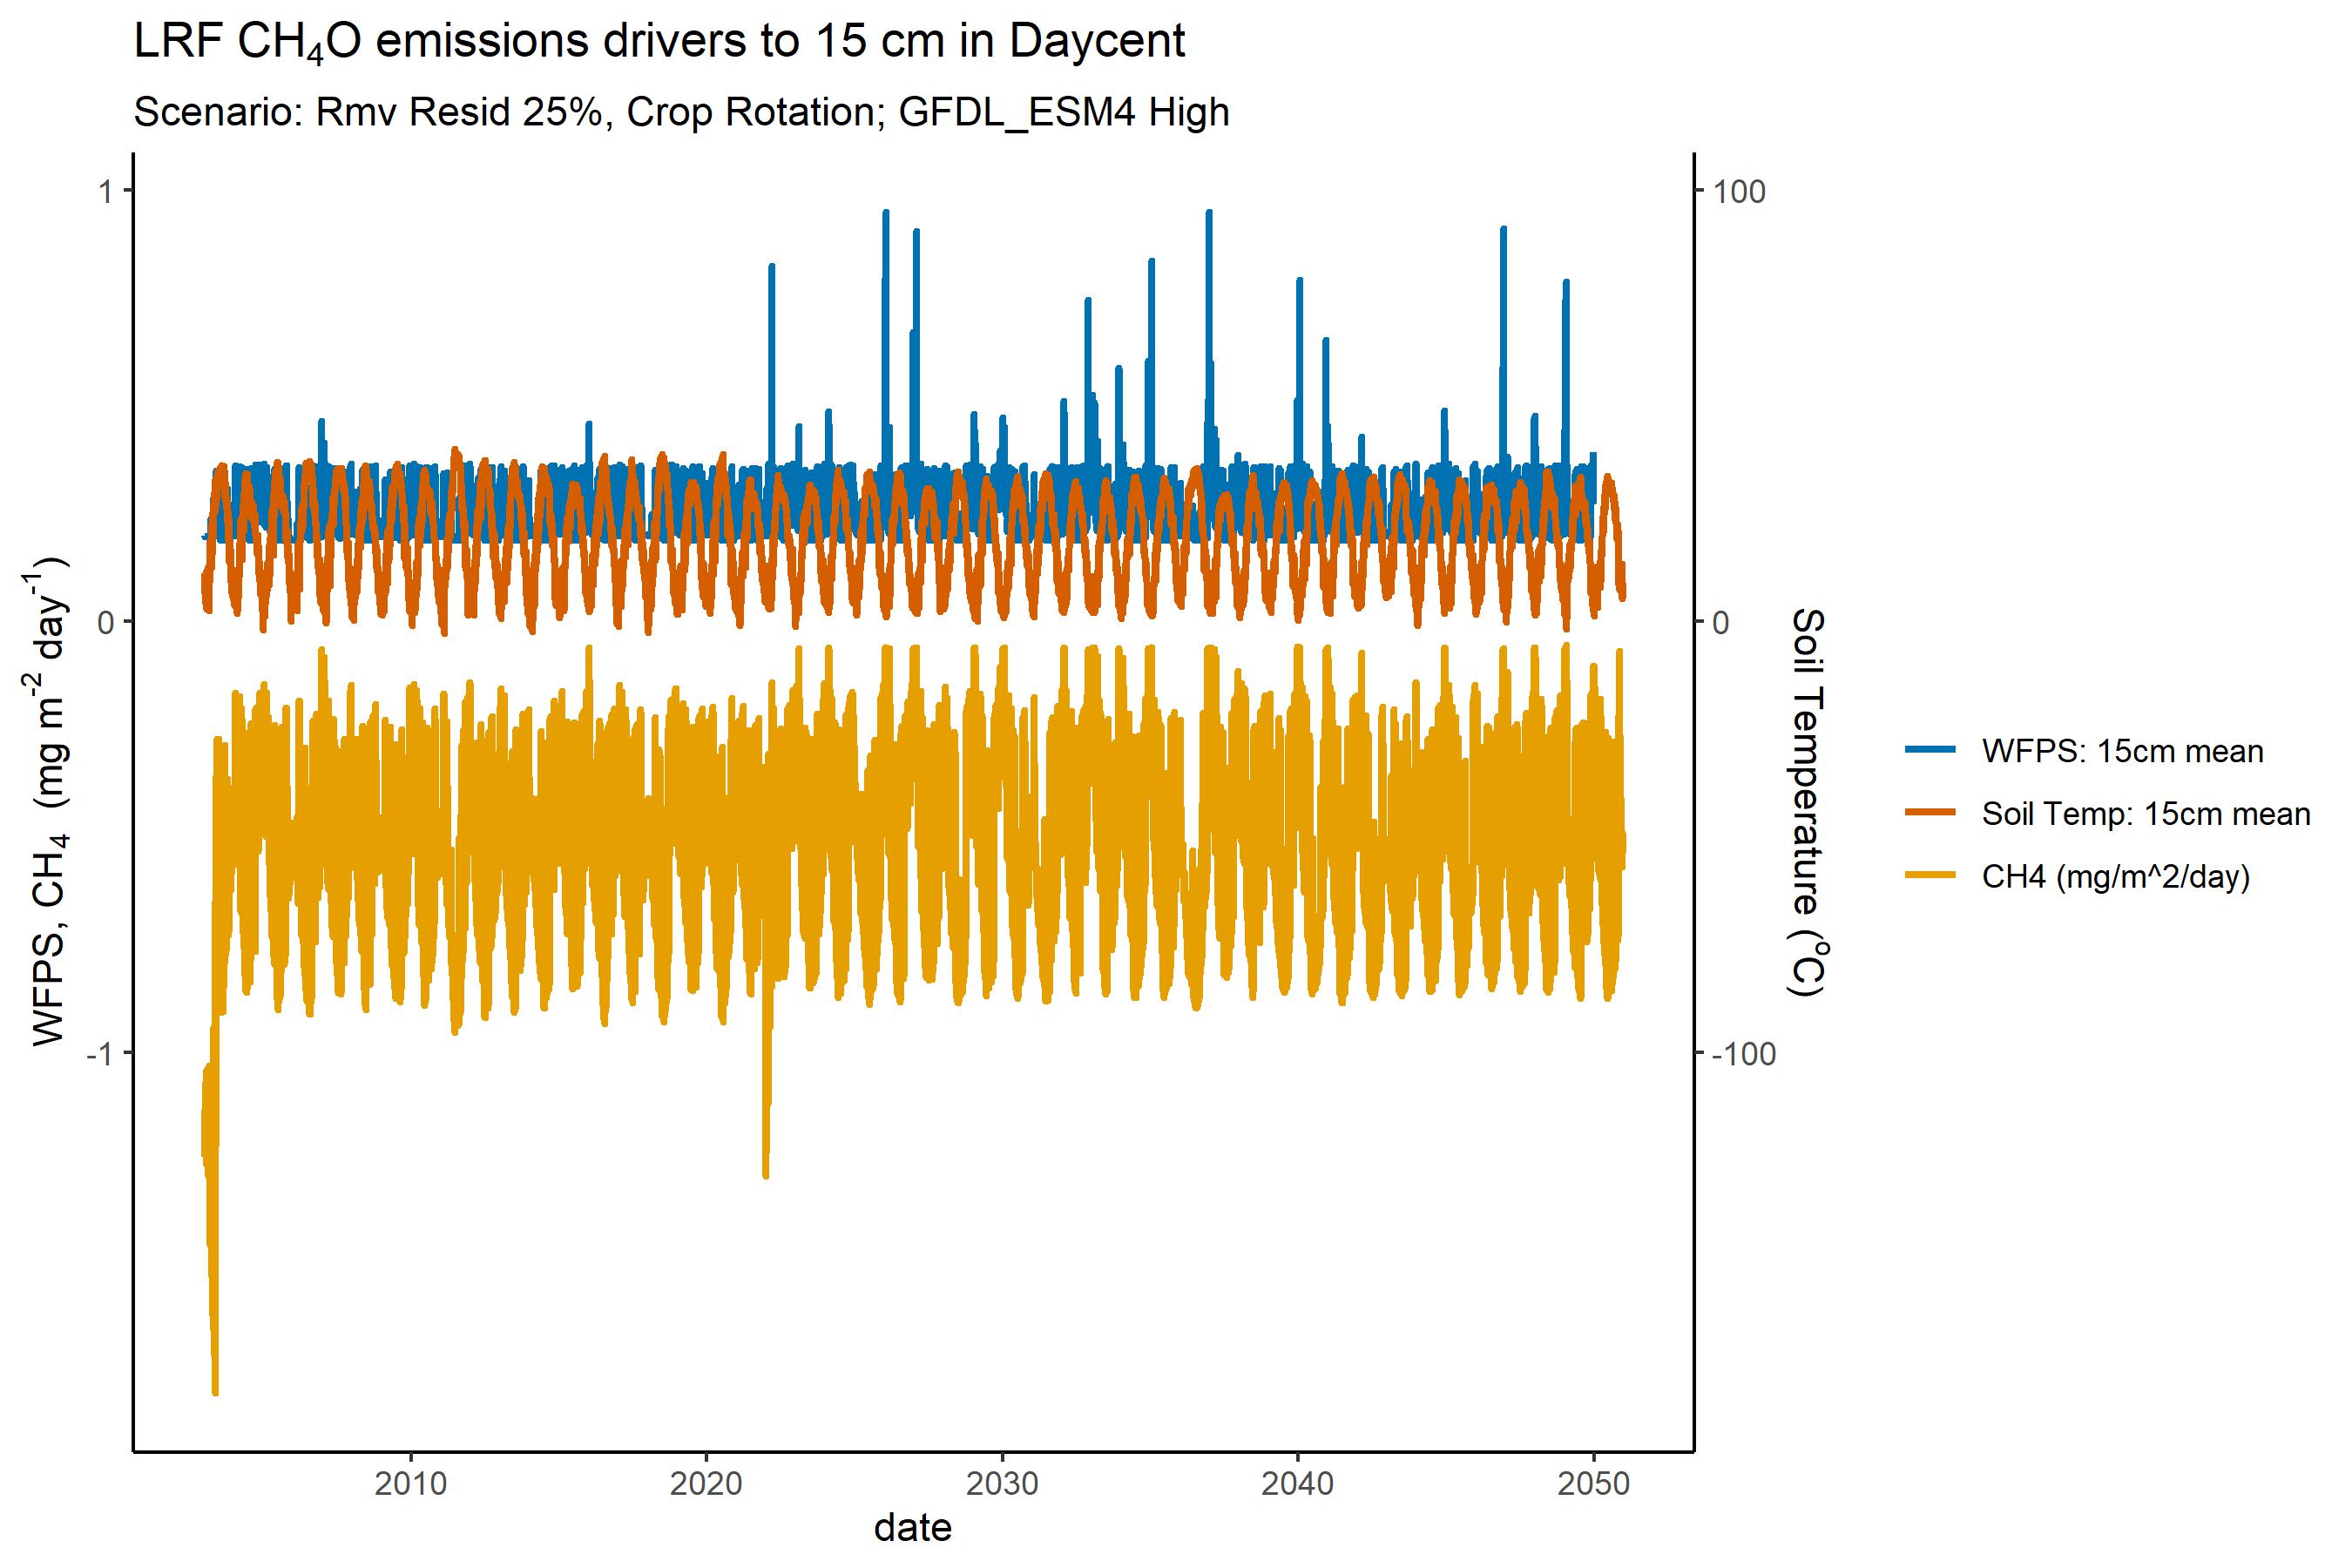 LRF CH₄O emissions drivers to 15 cm in Daycent
Scenario: Rmv Resid 25%, Crop Rotation; GFDL_ESM4 High
WFPS, CH₄ (mg m⁻² day⁻¹)
1
0
-1
100
0
-100
Soil Temperature (ºC)
2010
2020
2030
2040
2050
date
WFPS: 15cm mean
Soil Temp: 15cm mean
CH4 (mg/m^2/day)